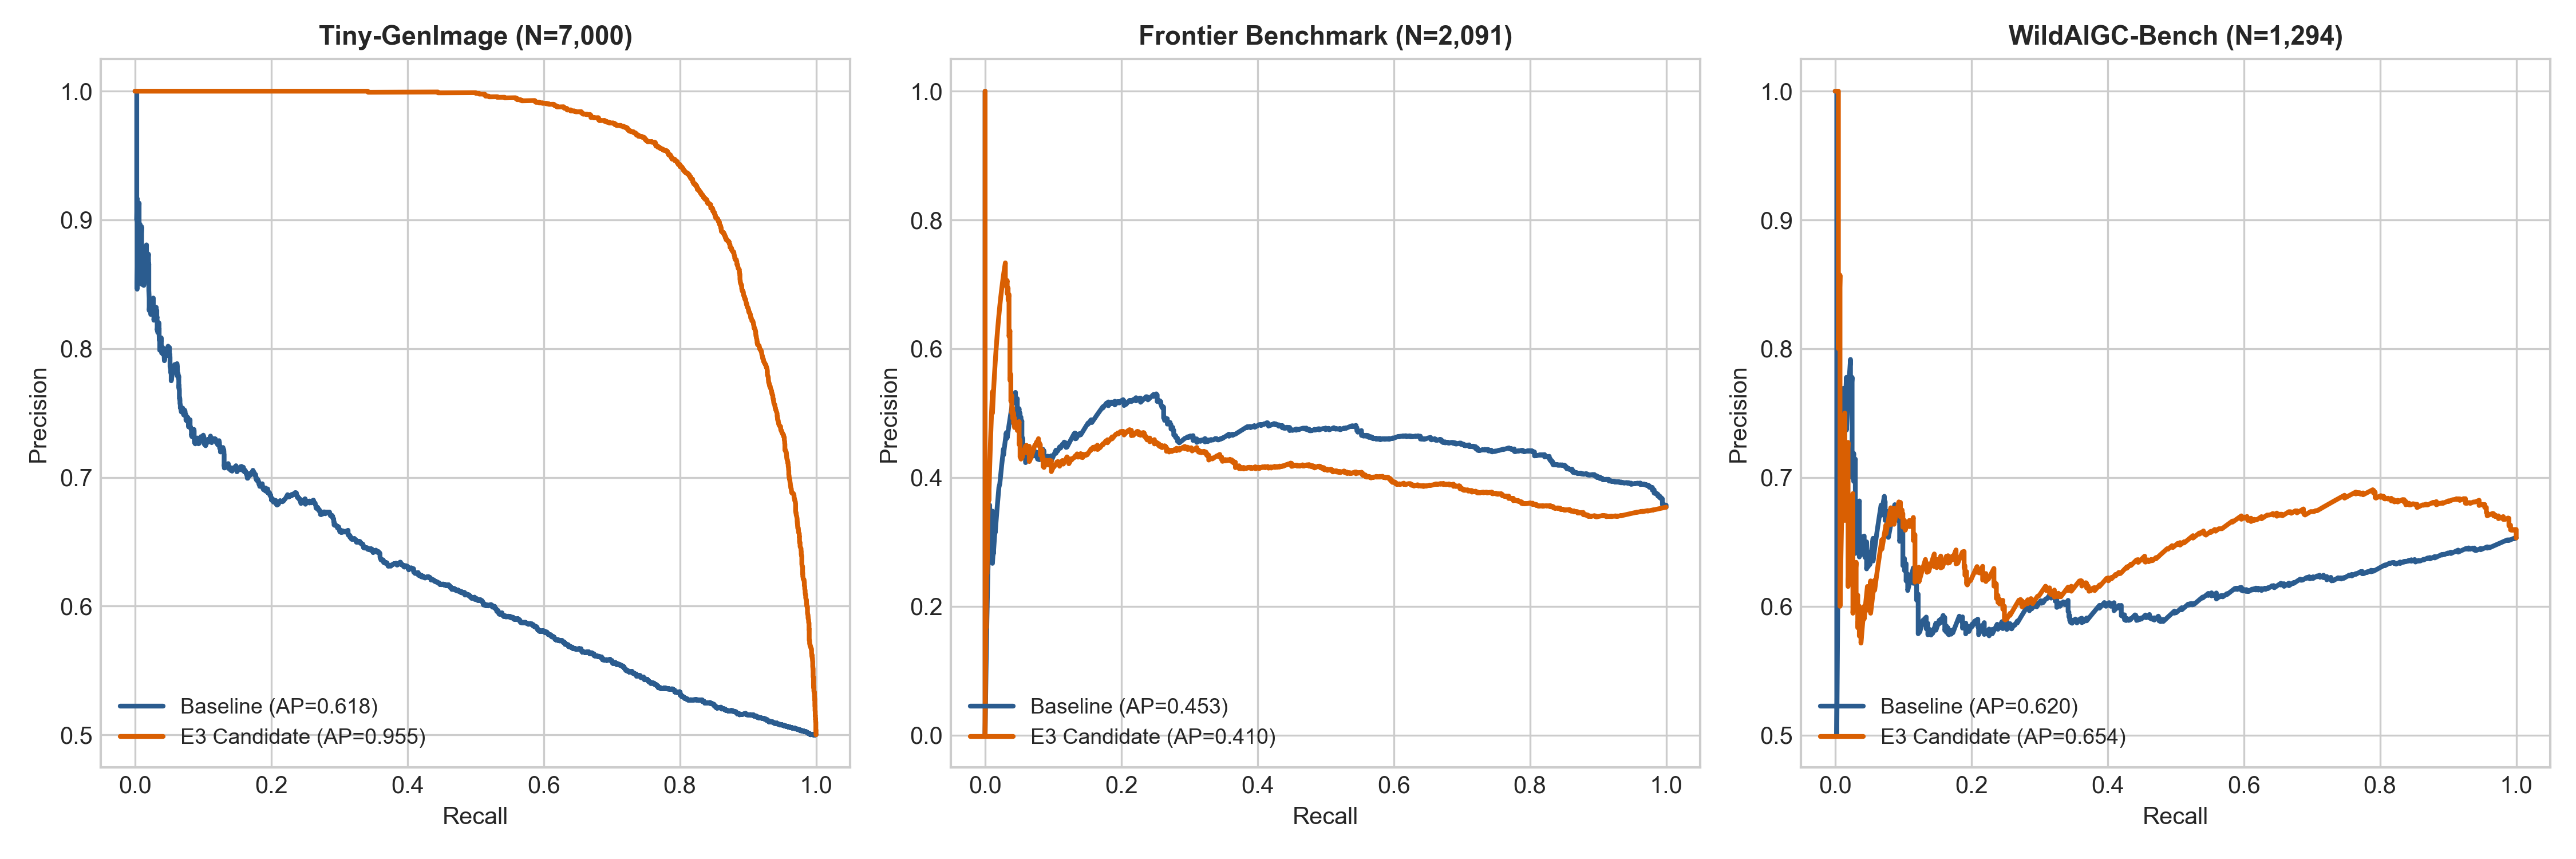 Tiny-GenImage (N=7,000)
1.0
0.9
0.8
0.7
0.6
0.5
Precision
Baseline (AP=0.618)
E3 Candidate (AP=0.955)
0.0 0.2 0.4 0.6 0.8 1.0
Recall
Frontier Benchmark (N=2,091)
1.0
0.8
0.6
0.4
0.2
0.0
Precision
Baseline (AP=0.453)
E3 Candidate (AP=0.410)
0.0 0.2 0.4 0.6 0.8 1.0
Recall
WildAIGC-Bench (N=1,294)
1.0
0.9
0.8
0.7
0.6
0.5
Precision
Baseline (AP=0.620)
E3 Candidate (AP=0.654)
0.0 0.2 0.4 0.6 0.8 1.0
Recall